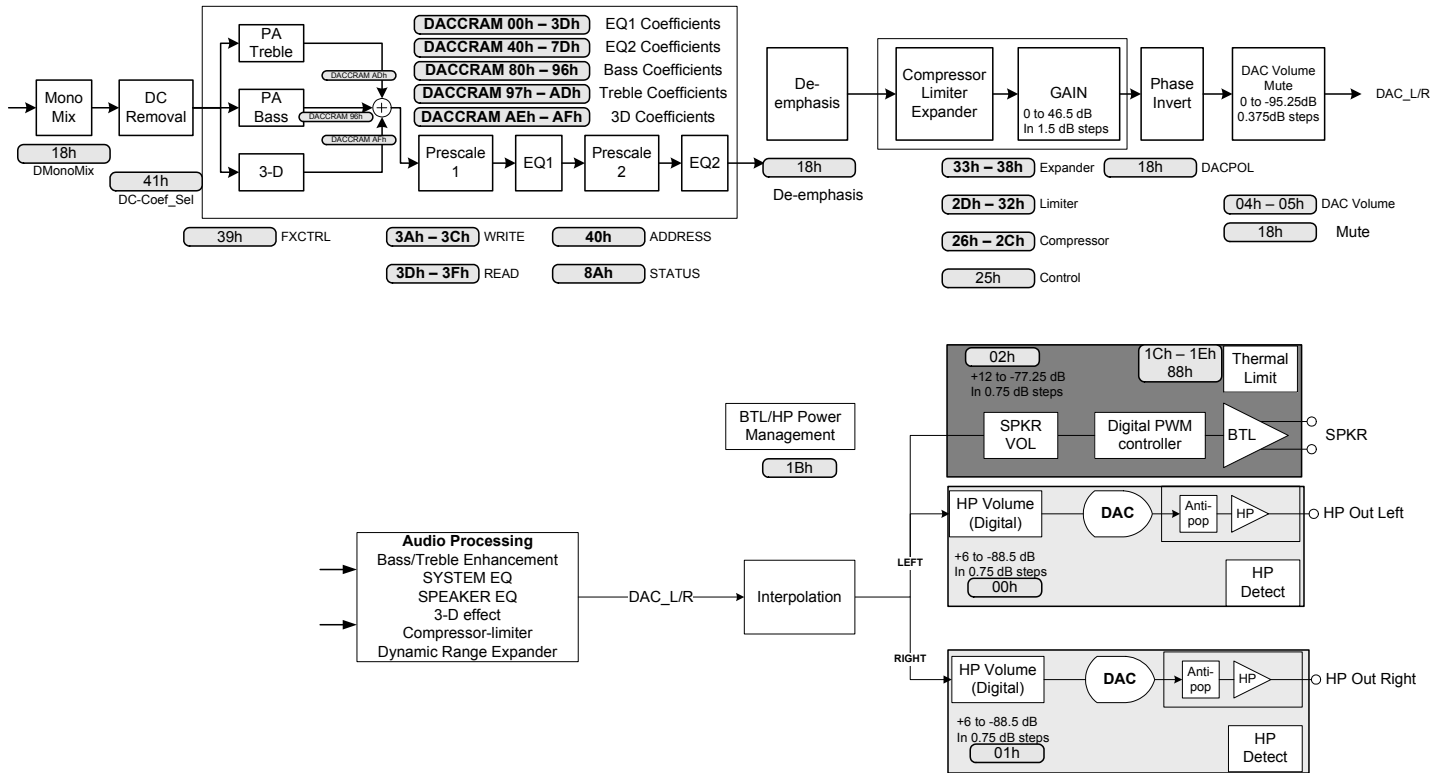 Mono
Mix
18h
DMonoMix
DC
Removal
41h
DC-Coef_Sel
PA
Treble
PA
Bass
3-D
DACCRAM ADh
DACCRAM 96h
DACCRAM AFh
DACCRAM 00h – 3Dh EQ1 Coefficients
DACCRAM 40h – 7Dh EQ2 Coefficients
DACCRAM 80h – 96h Bass Coefficients
DACCRAM 97h – ADh Treble Coefficients
DACCRAM AEh – AFh 3D Coefficients
Prescale
1
EQ1
Prescale
2
EQ2
39h FXCTRL
3Ah – 3Ch WRITE
40h ADDRESS
3Dh – 3Fh READ
8Ah STATUS
De-
emphasis
18h
De-emphasis
Compressor
Limiter
Expander
GAIN
0 to 46.5 dB
In 1.5 dB steps
Phase
Invert
DAC Volume
Mute
0 to -95.25dB
0.375dB steps
DAC_L/R
33h – 38h Expander
18h DACPOL
2Dh – 32h Limiter
04h – 05h DAC Volume
18h Mute
26h – 2Ch Compressor
25h Control
02h
+12 to -77.25 dB
In 0.75 dB steps
1Ch – 1Eh
88h
Thermal
Limit
BTL/HP Power
Management
1Bh
SPKR
VOL
Digital PWM
controller
BTL
SPKR
HP Volume
(Digital)
DAC
Anti-
pop
HP
HP Out Left
+6 to -88.5 dB
In 0.75 dB steps
00h
HP
Detect
LEFT
Audio Processing
Bass/Treble Enhancement
SYSTEM EQ
SPEAKER EQ
3-D effect
Compressor-limiter
Dynamic Range Expander
DAC_L/R
Interpolation
RIGHT
HP Volume
(Digital)
DAC
Anti-
pop
HP
HP Out Right
+6 to -88.5 dB
In 0.75 dB steps
01h
HP
Detect